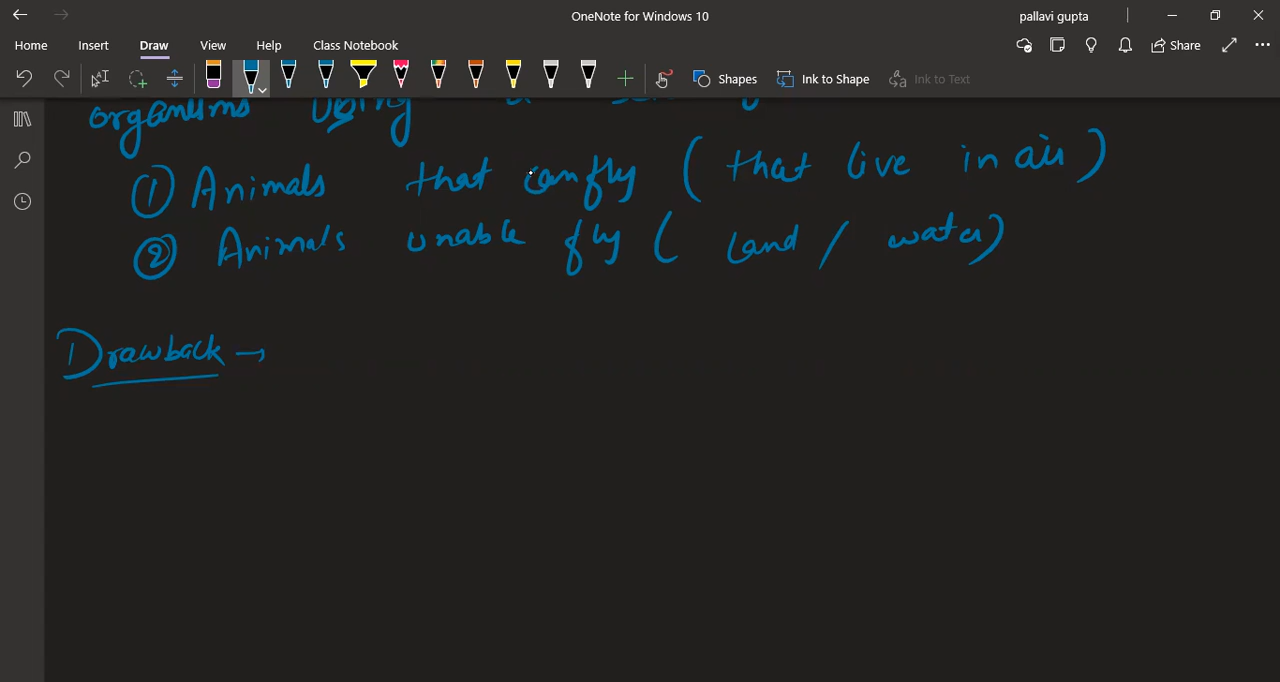 OneNote for Windows 10
pallavi gupta
Home Insert Draw View Help Class Notebook
Share
Shapes Ink to Shape Ink to Text
organisms using
① Animals that can fly ( that live in air )
② Animals unable fly ( land / water )
Drawback →